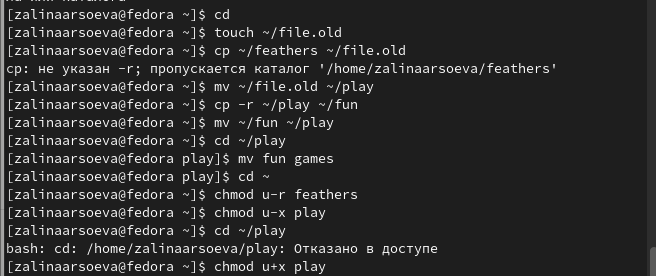 [zalinaarsoeva@fedora ~]$ cd
[zalinaarsoeva@fedora ~]$ touch ~/file.old
[zalinaarsoeva@fedora ~]$ cp ~/feathers ~/file.old
cp: не указан -r; пропускается каталог '/home/zalinaarsoeva/feathers'
[zalinaarsoeva@fedora ~]$ mv ~/file.old ~/play
[zalinaarsoeva@fedora ~]$ cp -r ~/play ~/fun
[zalinaarsoeva@fedora ~]$ mv ~/fun ~/play
[zalinaarsoeva@fedora ~]$ cd ~/play
[zalinaarsoeva@fedora play]$ mv fun games
[zalinaarsoeva@fedora play]$ cd ~
[zalinaarsoeva@fedora ~]$ chmod u-r feathers
[zalinaarsoeva@fedora ~]$ chmod u-x play
[zalinaarsoeva@fedora ~]$ cd ~/play
bash: cd: /home/zalinaarsoeva/play: Отказано в доступе
[zalinaarsoeva@fedora ~]$ chmod u+x play